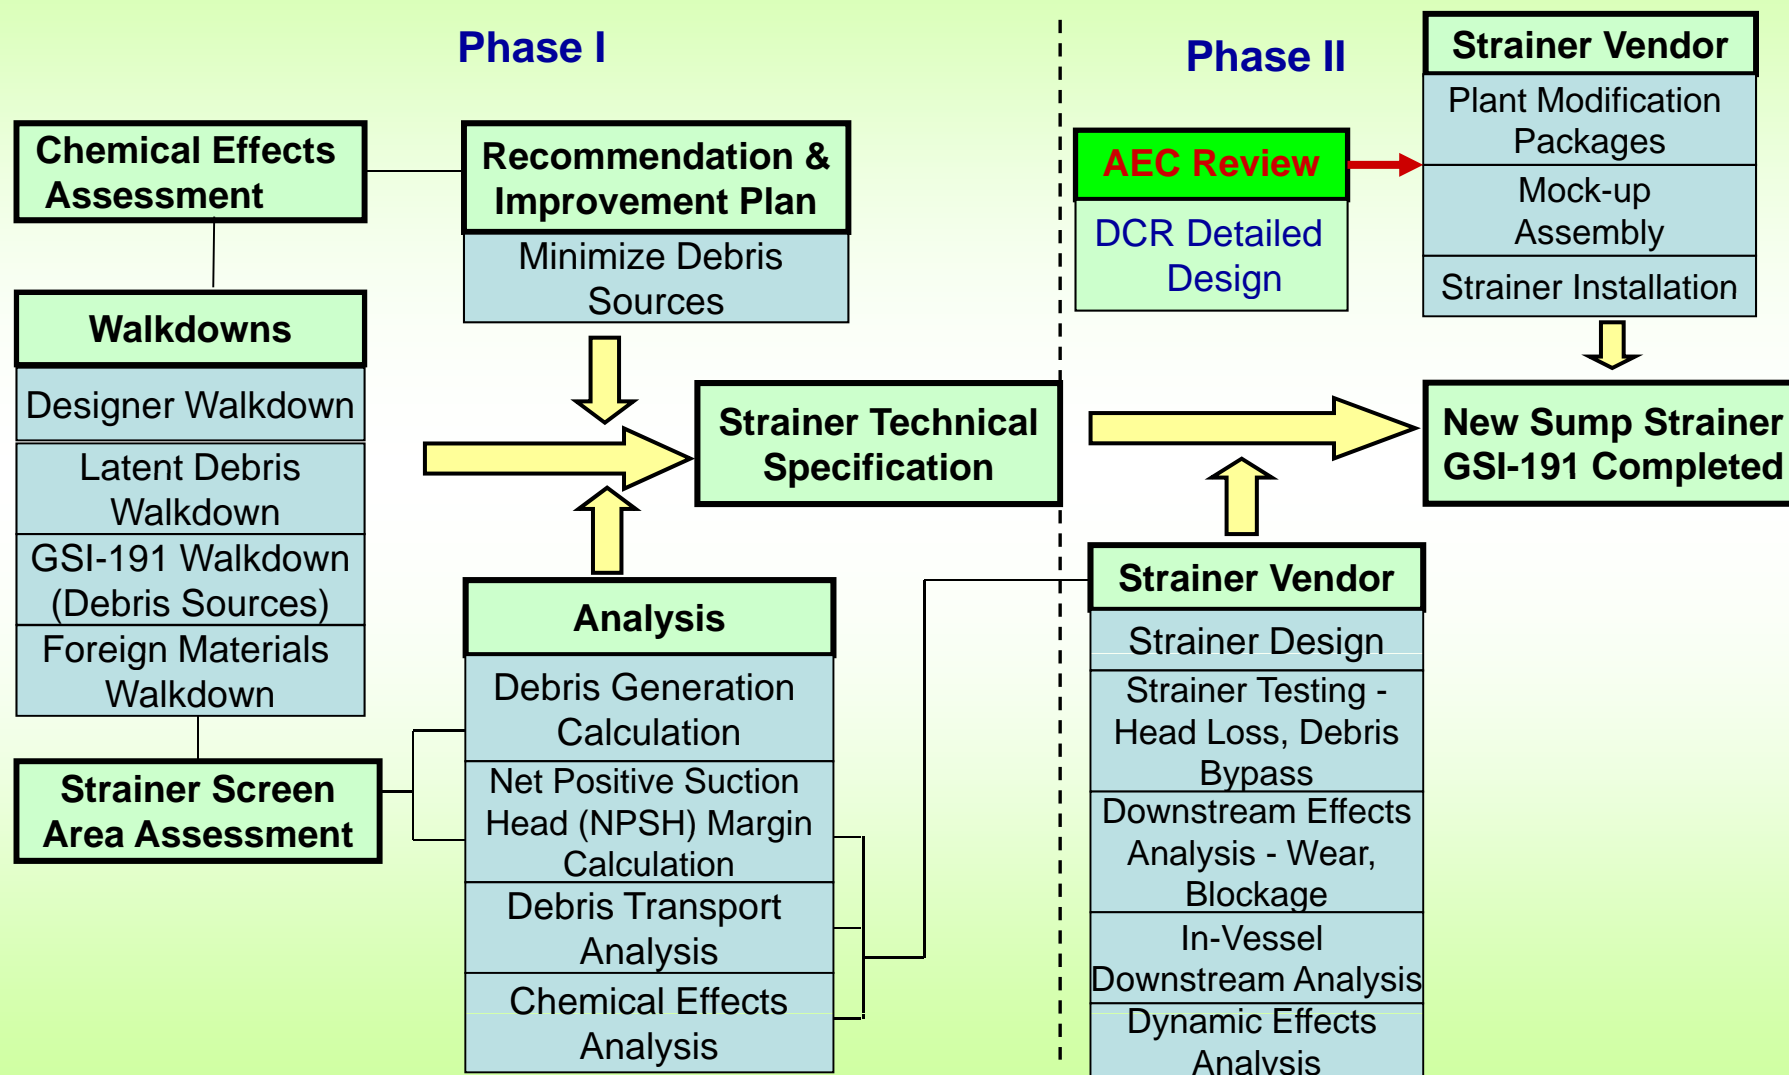 Phase I
Chemical Effects
Assessment
Recommendation &
Improvement Plan
Minimize Debris
Sources
Walkdowns
Designer Walkdown
Latent Debris
Walkdown
GSI-191 Walkdown
(Debris Sources)
Foreign Materials
Walkdown
Strainer Screen
Area Assessment
Strainer Technical
Specification
Analysis
Debris Generation
Calculation
Net Positive Suction
Head (NPSH) Margin
Calculation
Debris Transport
Analysis
Chemical Effects
Analysis
Phase II
AEC Review
DCR Detailed
Design
Strainer Vendor
Plant Modification
Packages
Mock-up
Assembly
Strainer Installation
New Sump Strainer
GSI-191 Completed
Strainer Vendor
Strainer Design
Strainer Testing -
Head Loss, Debris
Bypass
Downstream Effects
Analysis - Wear,
Blockage
In-Vessel
Downstream Analysis
Dynamic Effects
Analysis